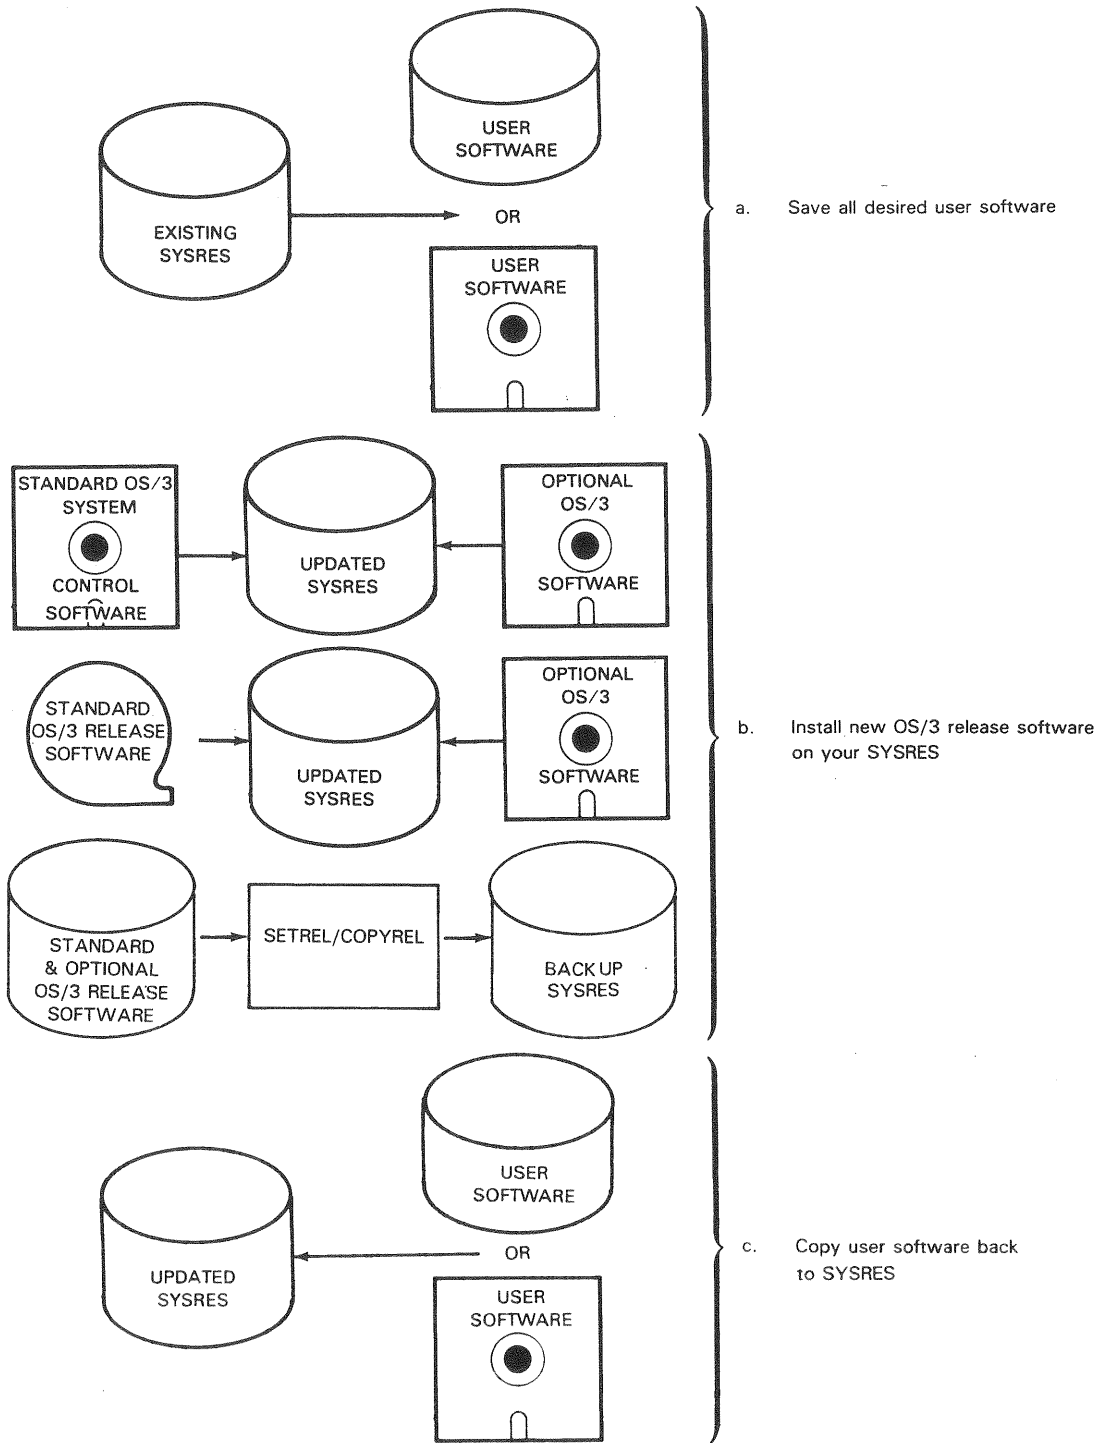 USER
SOFTWARE
EXISTING
SYSRES
OR
USER
SOFTWARE
a. Save all desired user software
STANDARD OS/3
SYSTEM
CONTROL
SOFTWARE
UPDATED
SYSRES
OPTIONAL
OS/3
SOFTWARE
STANDARD
OS/3 RELEASE
SOFTWARE
UPDATED
SYSRES
OPTIONAL
OS/3
SOFTWARE
b. Install new OS/3 release software
on your SYSRES
STANDARD
& OPTIONAL
OS/3 RELEASE
SOFTWARE
SETREL/COPYREL
BACKUP
SYSRES
USER
SOFTWARE
UPDATED
SYSRES
OR
USER
SOFTWARE
c. Copy user software back
to SYSRES